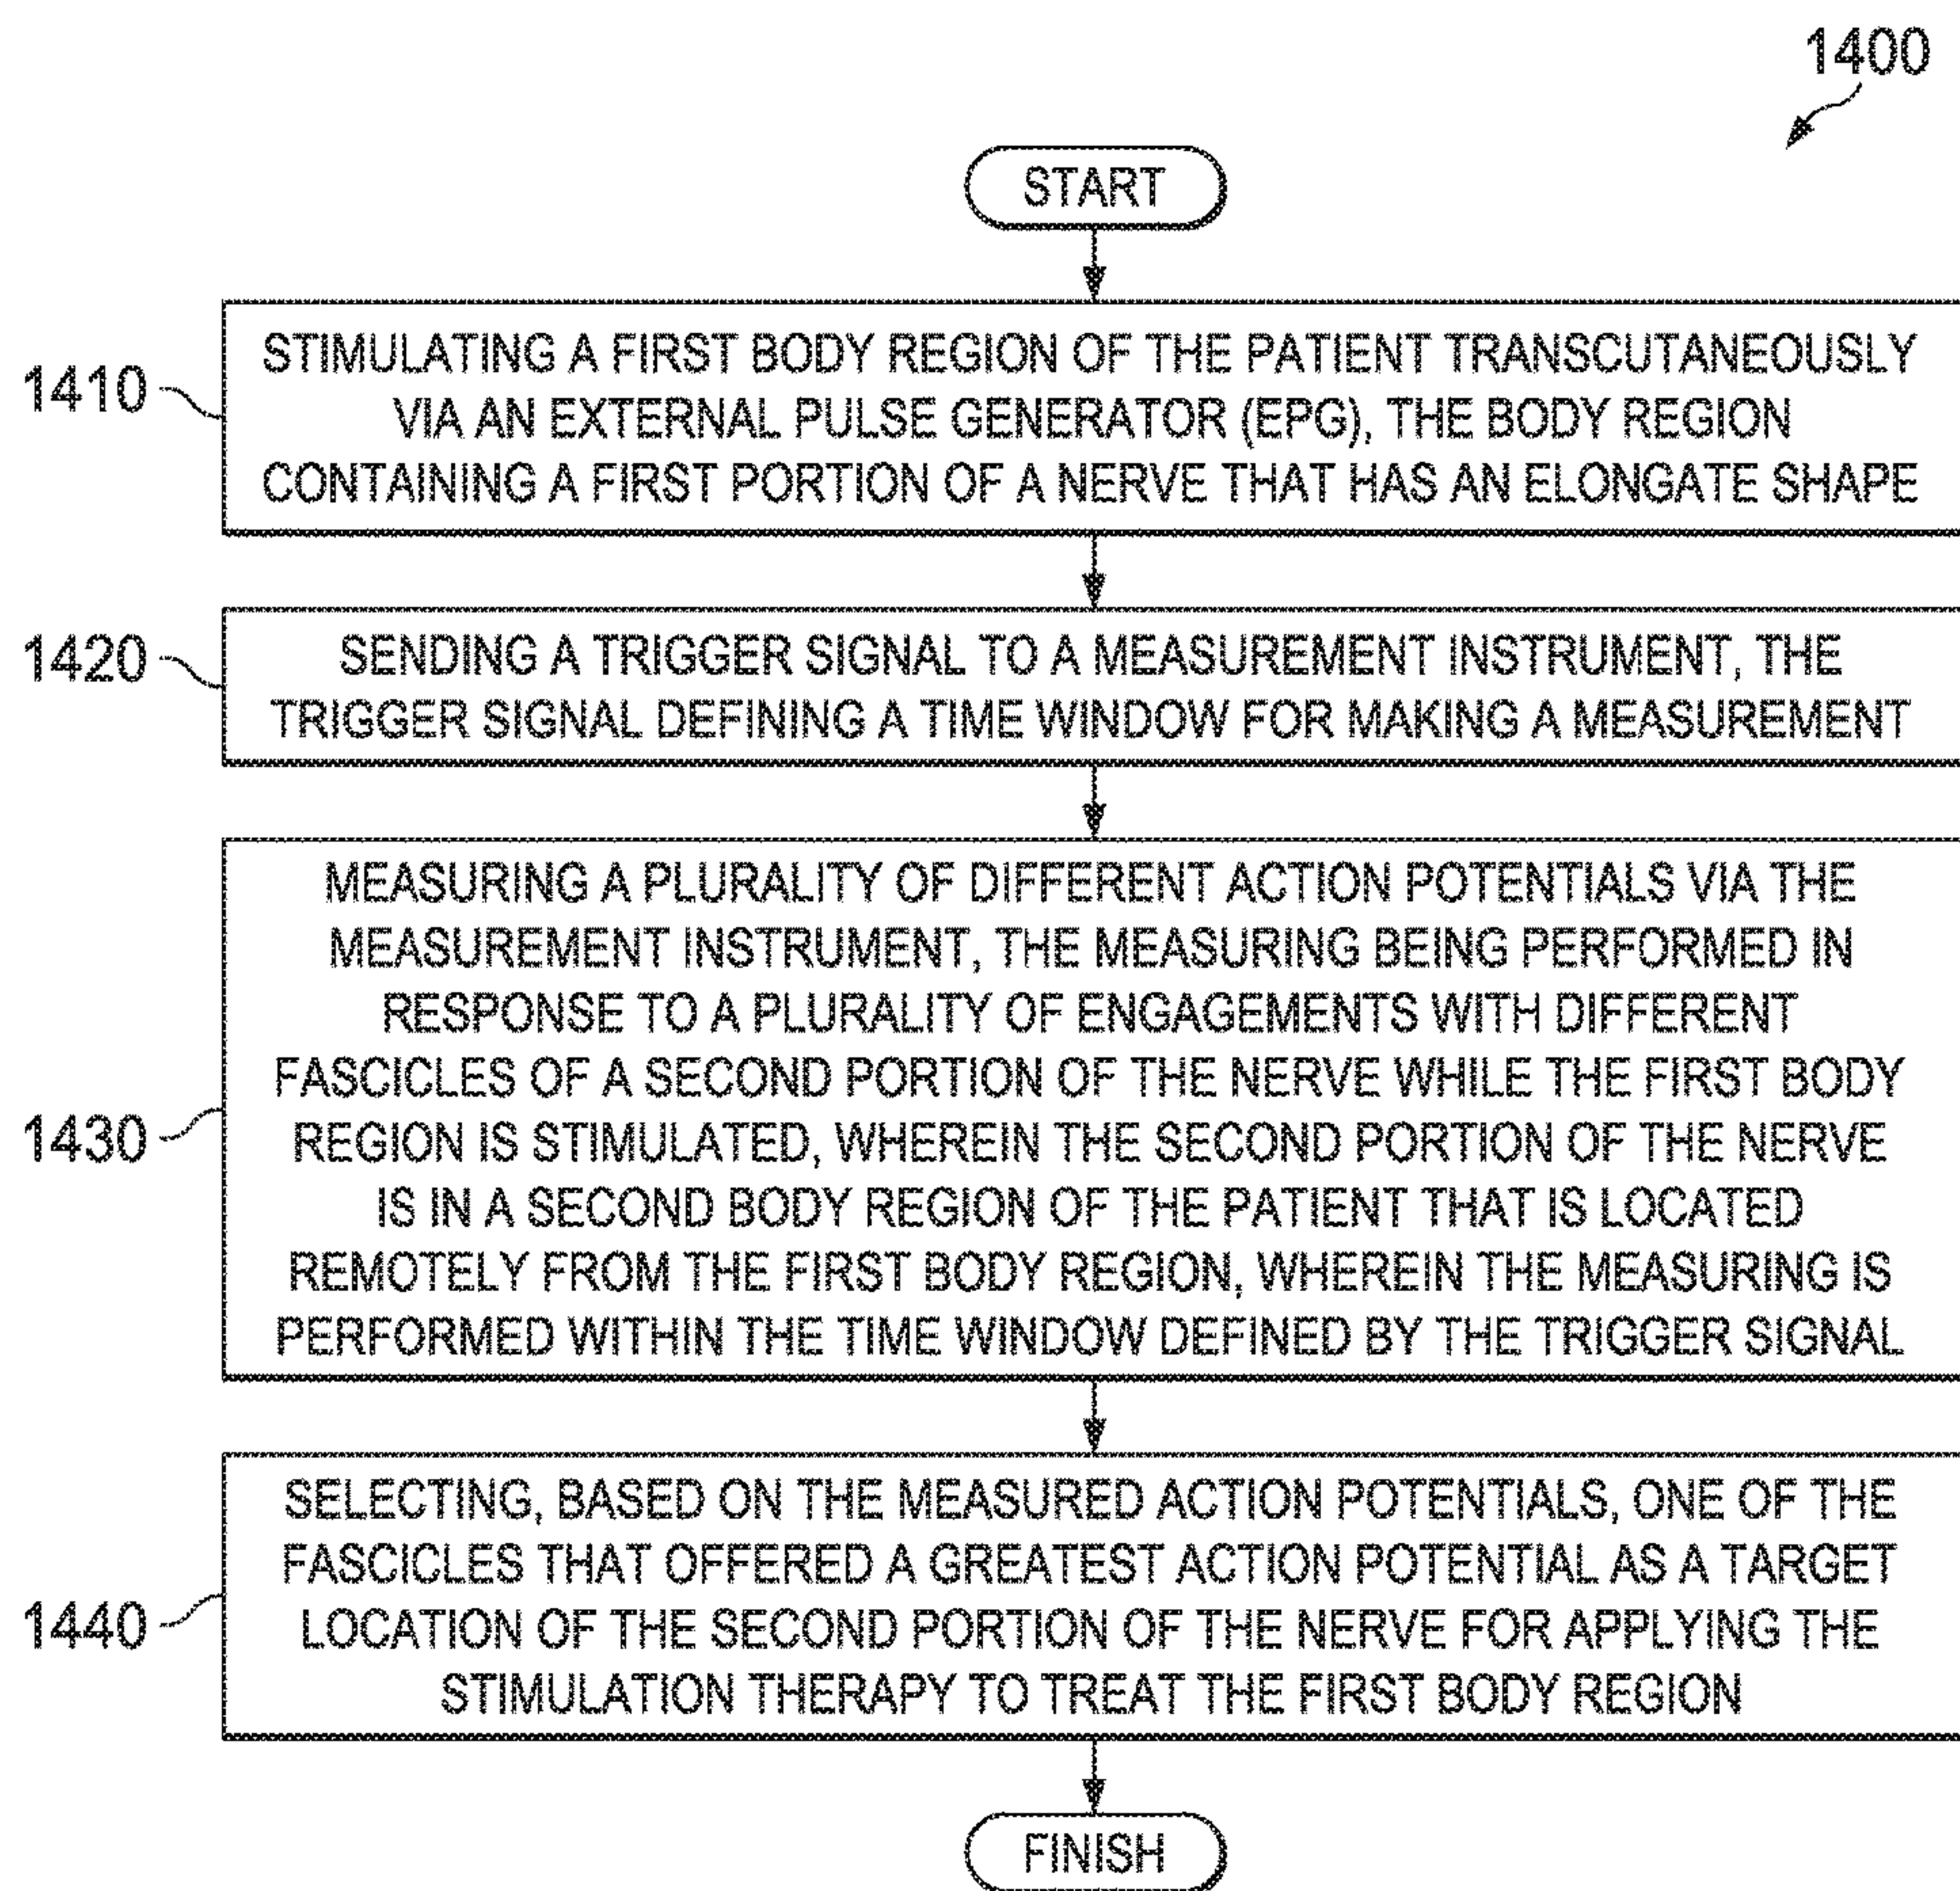 1400
START
1410
STIMULATING A FIRST BODY REGION OF THE PATIENT TRANSCUTANEOUSLY
VIA AN EXTERNAL PULSE GENERATOR (EPG), THE BODY REGION
CONTAINING A FIRST PORTION OF A NERVE THAT HAS AN ELONGATE SHAPE
1420
SENDING A TRIGGER SIGNAL TO A MEASUREMENT INSTRUMENT, THE
TRIGGER SIGNAL DEFINING A TIME WINDOW FOR MAKING A MEASUREMENT
1430
MEASURING A PLURALITY OF DIFFERENT ACTION POTENTIALS VIA THE
MEASUREMENT INSTRUMENT, THE MEASURING BEING PERFORMED IN
RESPONSE TO A PLURALITY OF ENGAGEMENTS WITH DIFFERENT
FASCICLES OF A SECOND PORTION OF THE NERVE WHILE THE FIRST BODY
REGION IS STIMULATED, WHEREIN THE SECOND PORTION OF THE NERVE
IS IN A SECOND BODY REGION OF THE PATIENT THAT IS LOCATED
REMOTELY FROM THE FIRST BODY REGION, WHEREIN THE MEASURING IS
PERFORMED WITHIN THE TIME WINDOW DEFINED BY THE TRIGGER SIGNAL
1440
SELECTING, BASED ON THE MEASURED ACTION POTENTIALS, ONE OF THE
FASCICLES THAT OFFERED A GREATEST ACTION POTENTIAL AS A TARGET
LOCATION OF THE SECOND PORTION OF THE NERVE FOR APPLYING THE
STIMULATION THERAPY TO TREAT THE FIRST BODY REGION
FINISH